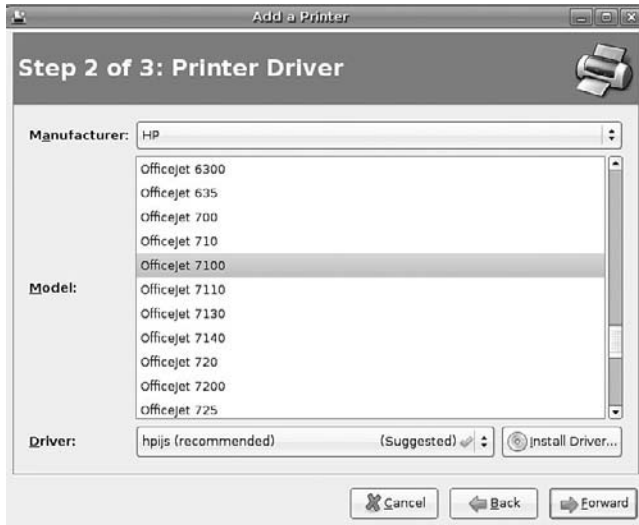 Add a Printer
Step 2 of 3: Printer Driver
Manufacturer: HP
OfficeJet 6300
OfficeJet 635
OfficeJet 700
OfficeJet 710
OfficeJet 7100
Model:
OfficeJet 7110
OfficeJet 7130
OfficeJet 7140
OfficeJet 720
OfficeJet 7200
OfficeJet 725
Driver: hpijs (recommended) (Suggested) Install Driver...
Cancel Back Forward